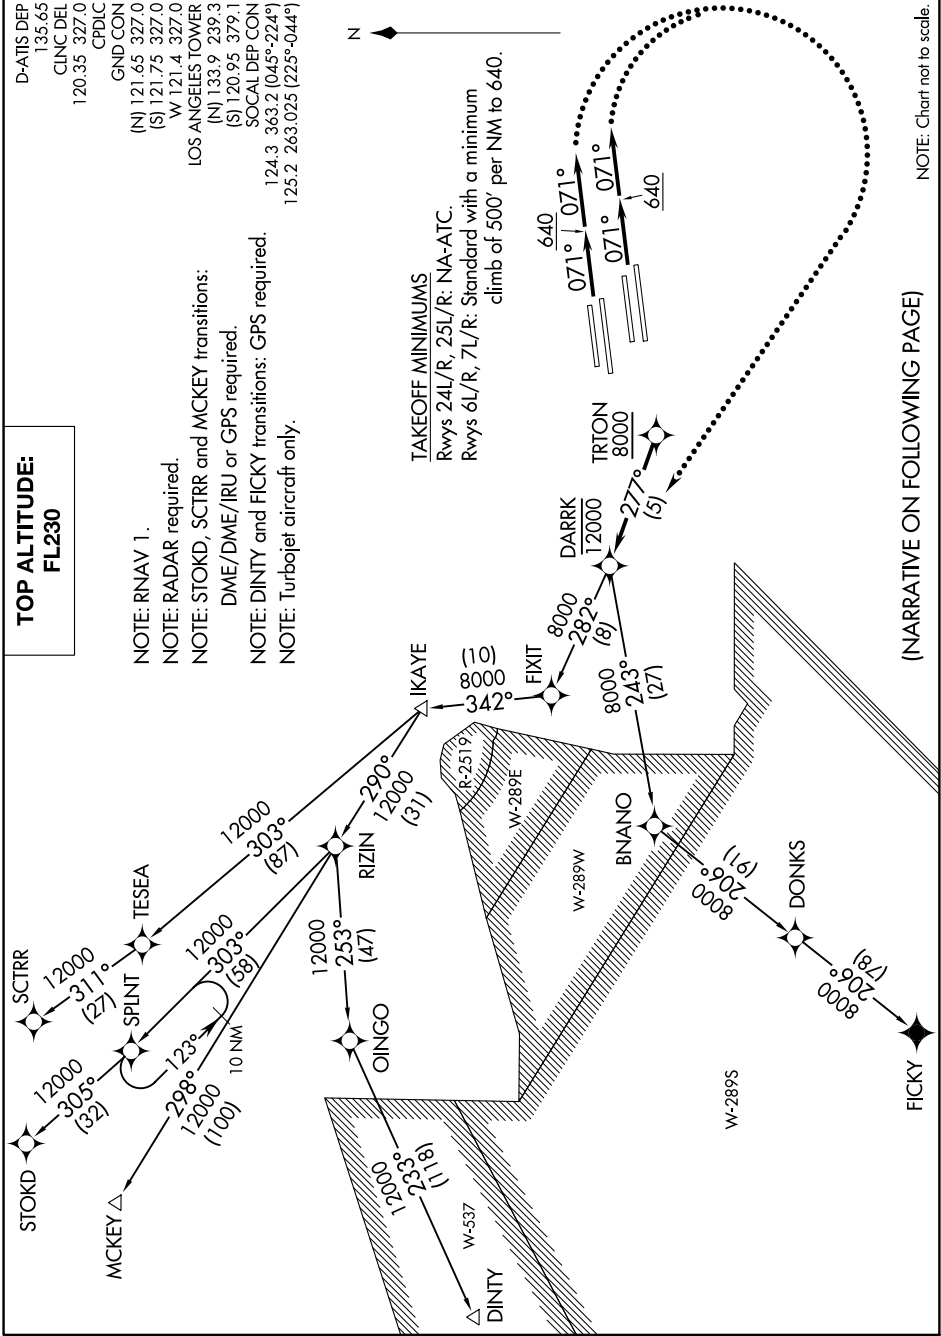 TOP ALTITUDE:
FL230
D-ATIS DEP
135.65
CLNC DEL
120.35 327.0
CPDLC
GND CON
(N) 121.65 327.0
(S) 121.75 327.0
W 121.4 327.0
LOS ANGELES TOWER
(N) 133.9 239.3
(S) 120.95 379.1
SOCAL DEP CON
124.3 363.2 (045°-224°)
125.2 263.025 (225°-044°)
NOTE: RNAV 1.
NOTE: RADAR required.
NOTE: STOKD, SCTRR and MCKEY transitions:
DME/DME/IRU or GPS required.
NOTE: DINTY and FICKY transitions: GPS required.
NOTE: Turbojet aircraft only.
N
TAKEOFF MINIMUMS
Rwys 24L/R, 25L/R: NA-ATC.
Rwys 6L/R, 7L/R: Standard with a minimum
climb of 500' per NM to 640.
STOKD
12000
305°
(32)
SCTRR
12000
311°
(27)
TESEA
SPLNT
123°
10 NM
12000
303°
(87)
12000
303°
(58)
MCKEY
298°
12000
(100)
IKAYE
290°
12000
(31)
RIZIN
12000
253°
(47)
OINGO
12000
233°
(118)
DINTY
W-537
(10)
8000
342°
FIXIT
8000
282°
(8)
DARRK
12000
TRTON
8000
277°
(5)
640
071°
071°
071°
071°
640
R-2519
W-289E
W-289W
8000
243°
(27)
BNANO
8000
206°
(91)
DONKS
8000
206°
(78)
FICKY
W-289S
(NARRATIVE ON FOLLOWING PAGE)
NOTE: Chart not to scale.